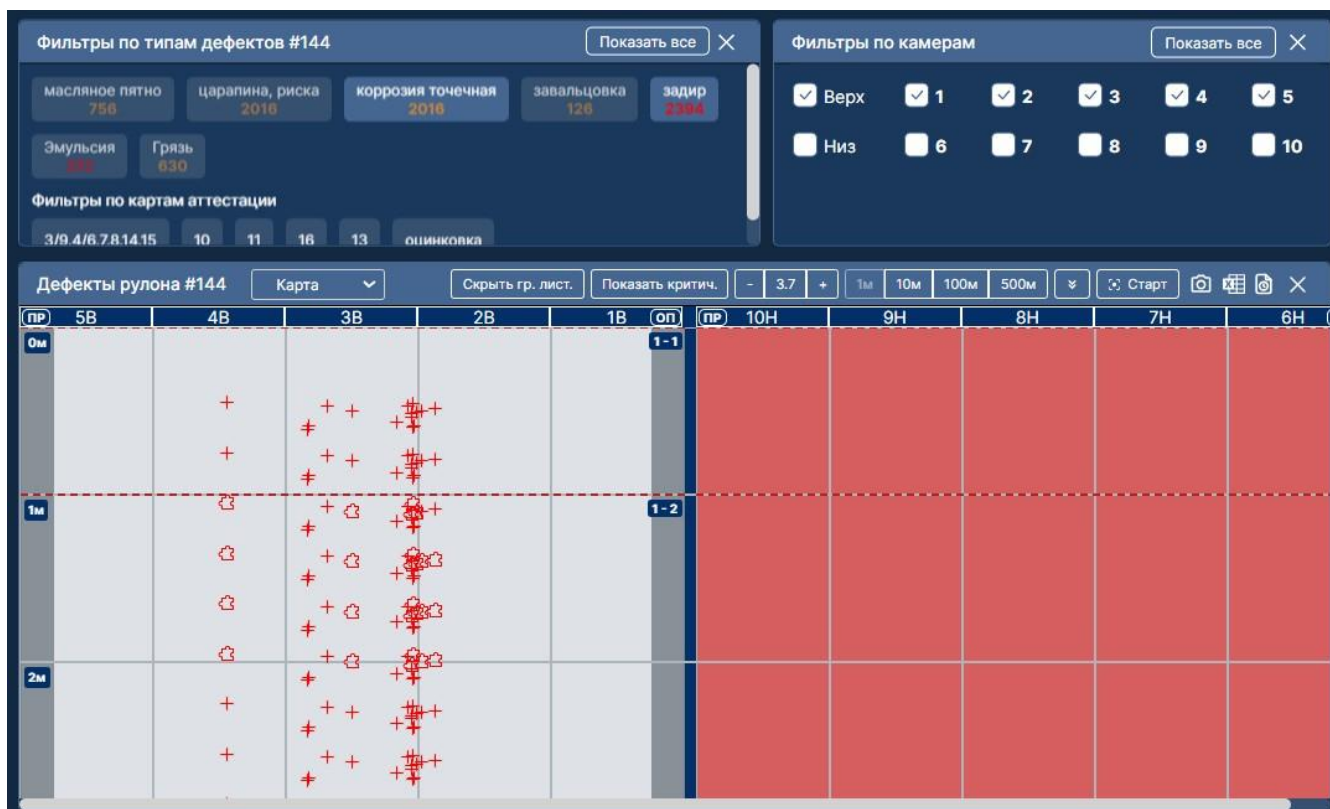 Фильтры по типам дефектов #144 Показать все
масляное пятно царапина, риска коррозия точечная завальцовка задир
756 2016 2016 126 2394
Эмульсия Грязь
630
Фильтры по картам аттестации
3/9.4/6.7.8.14.15 10 11 16 13 оцинковка
Фильтры по камерам Показать все
Верх 1 2 3 4 5
Низ 6 7 8 9 10
Дефекты рулона #144 Карта Скрыть гр. лист. Показать критич. - 3.7 + 1м 10м 100м 500м Старт
ПР 5В 4В 3В 2В 1В ОП ПР 10Н 9Н 8Н 7Н 6Н
0м 1-1
1м 1-2
2м